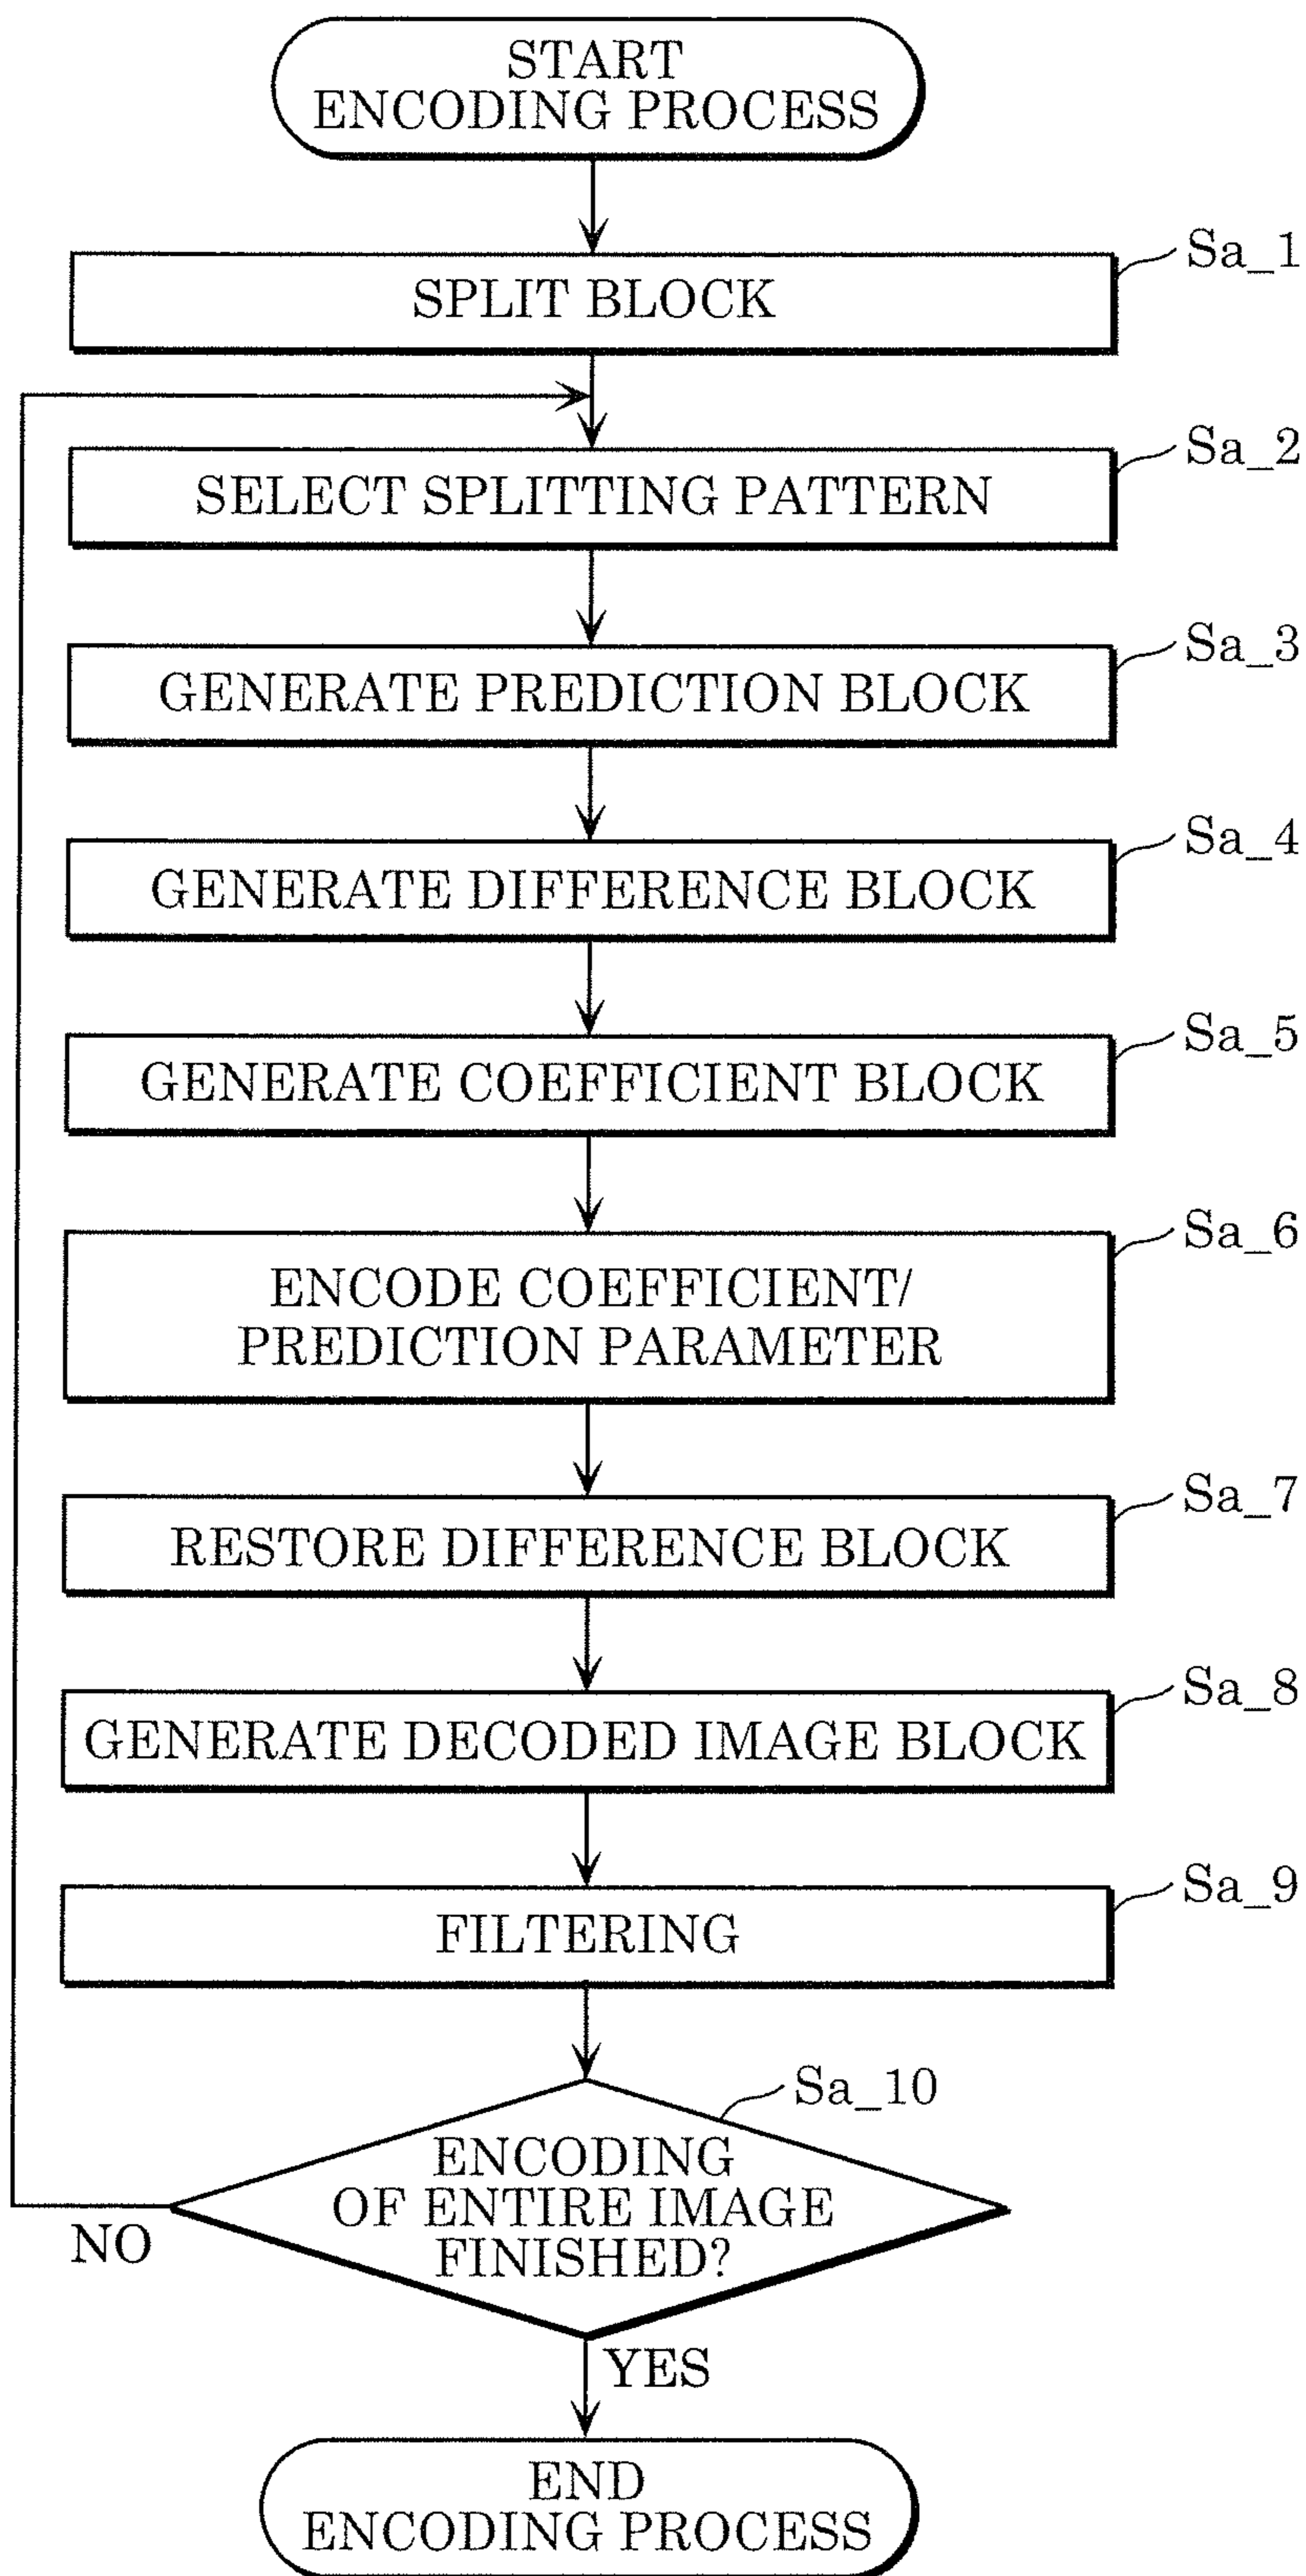 START
ENCODING PROCESS
Sa_1
SPLIT BLOCK
Sa_2
SELECT SPLITTING PATTERN
Sa_3
GENERATE PREDICTION BLOCK
Sa_4
GENERATE DIFFERENCE BLOCK
Sa_5
GENERATE COEFFICIENT BLOCK
Sa_6
ENCODE COEFFICIENT/
PREDICTION PARAMETER
Sa_7
RESTORE DIFFERENCE BLOCK
Sa_8
GENERATE DECODED IMAGE BLOCK
Sa_9
FILTERING
Sa_10
ENCODING
OF ENTIRE IMAGE
FINISHED?
NO
YES
END
ENCODING PROCESS